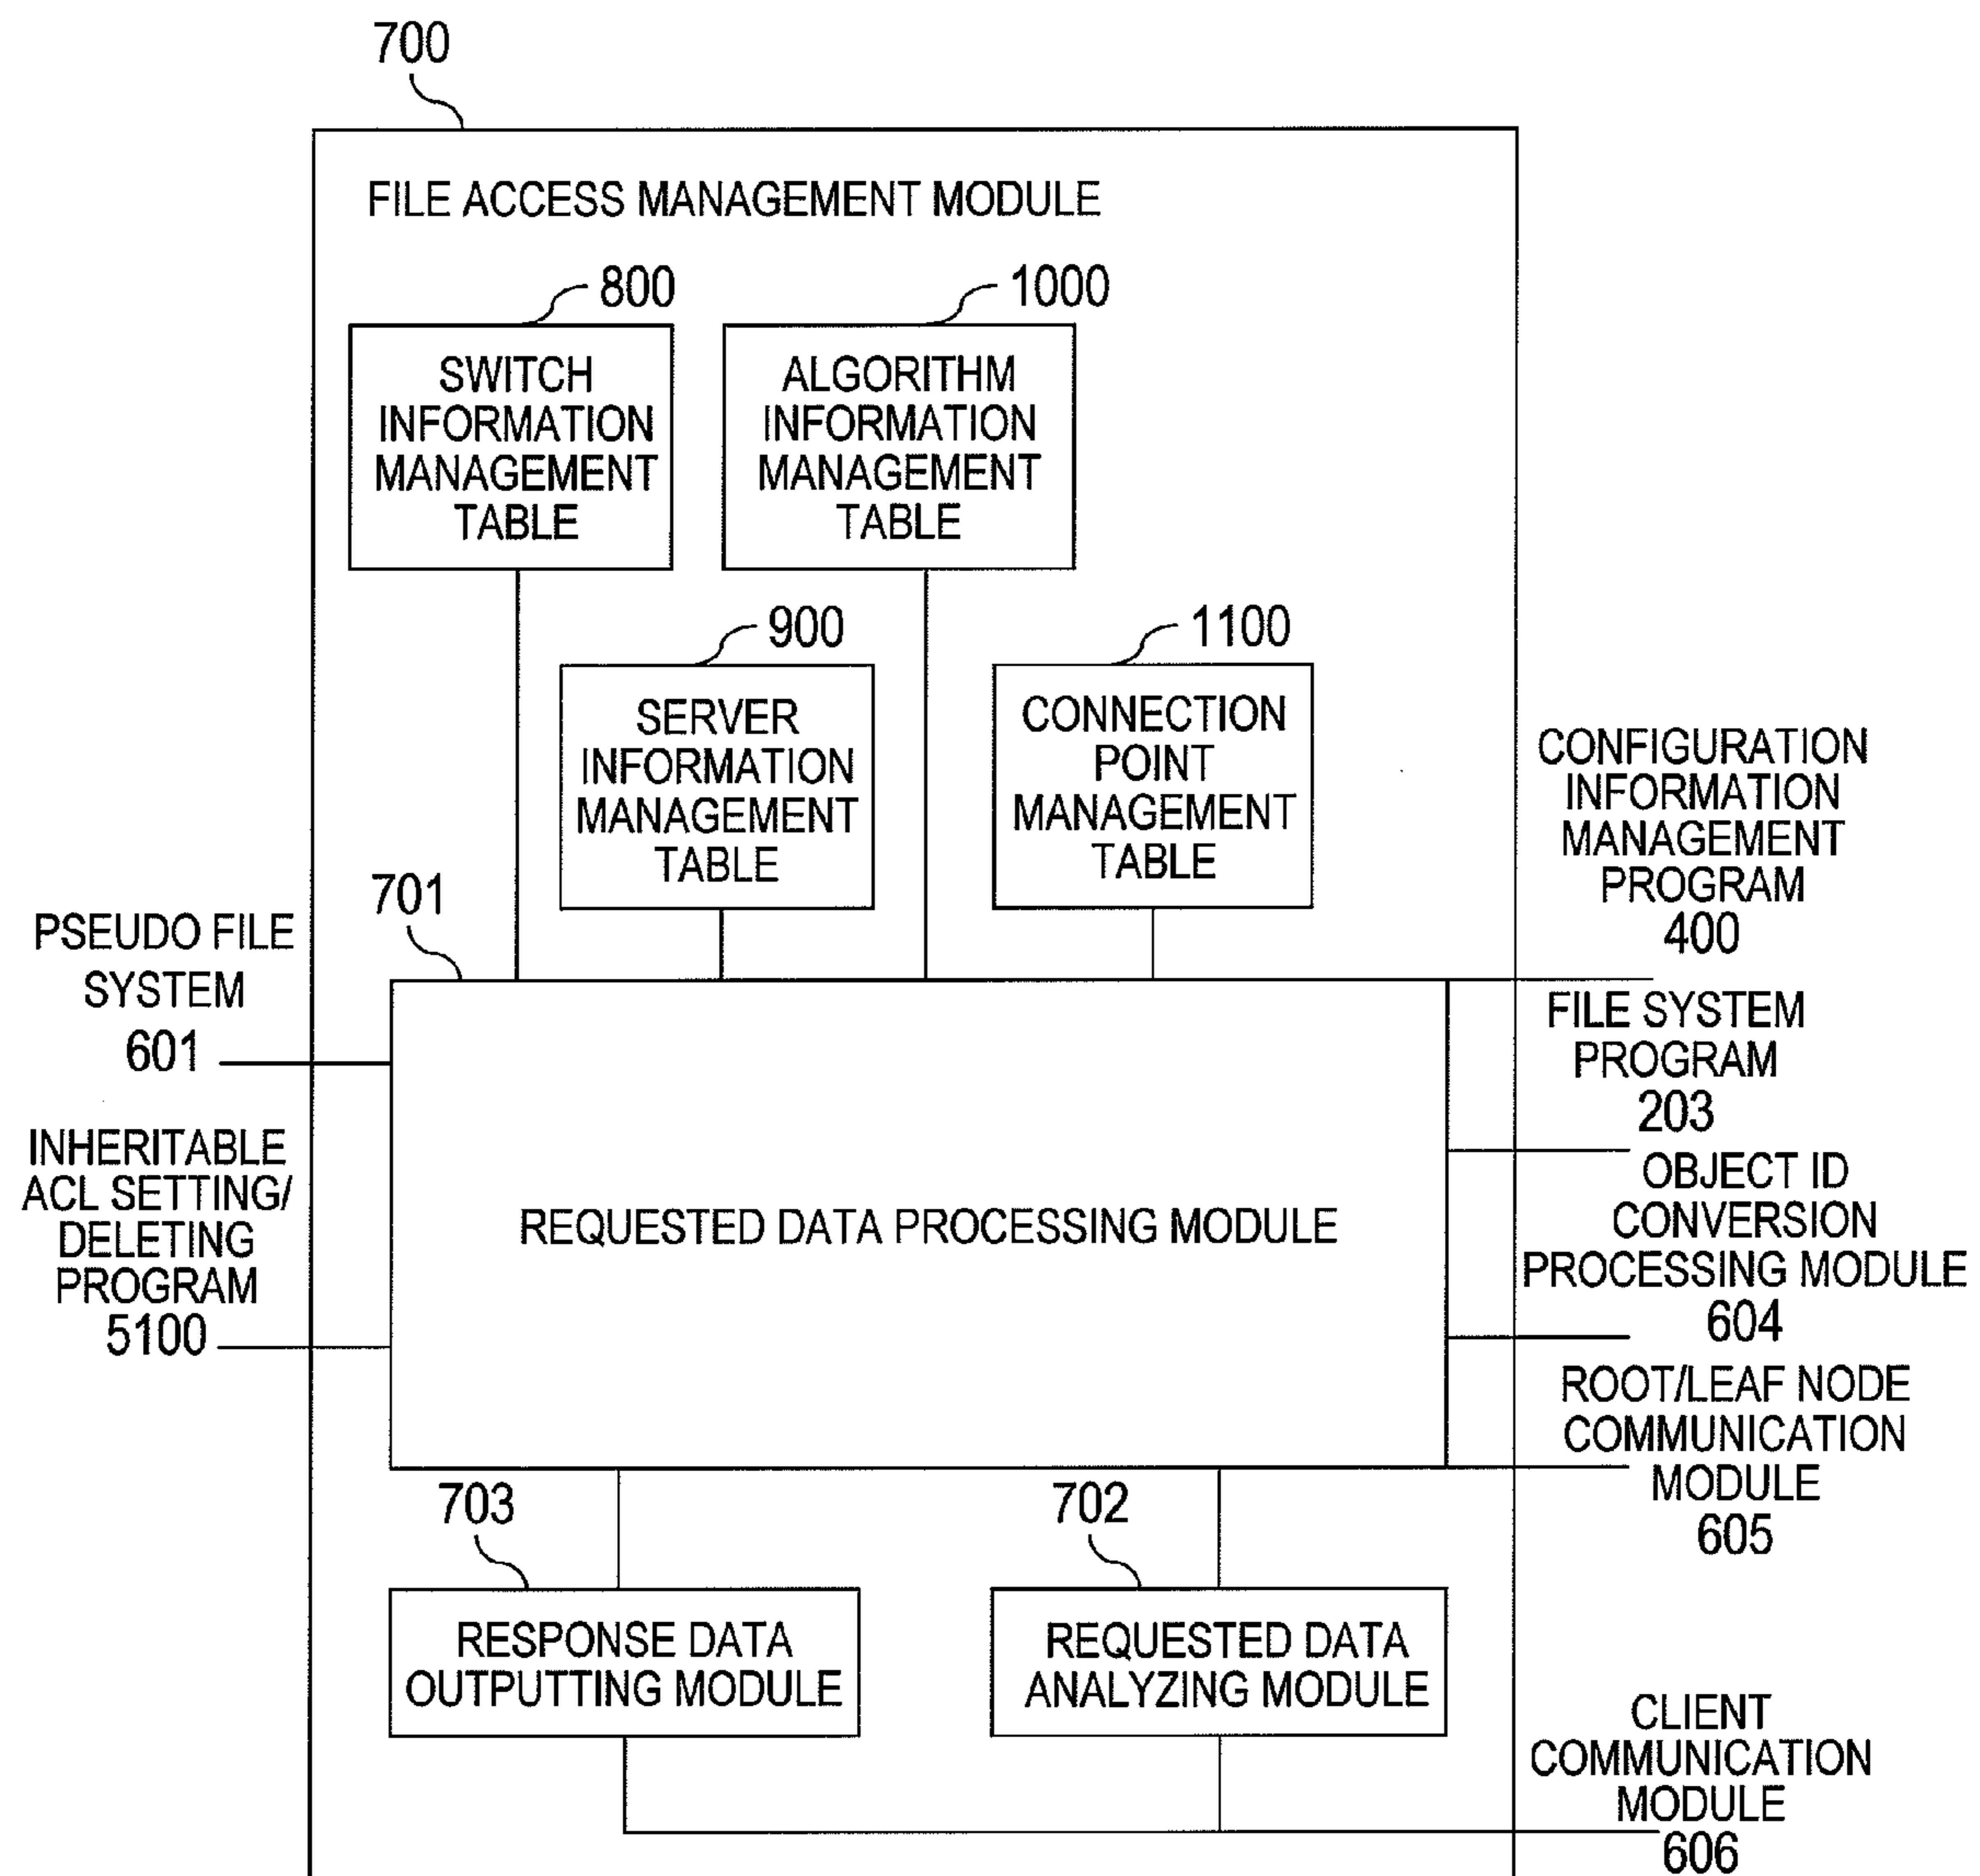 700
FILE ACCESS MANAGEMENT MODULE
800
SWITCH
INFORMATION
MANAGEMENT
TABLE
1000
ALGORITHM
INFORMATION
MANAGEMENT
TABLE
900
SERVER
INFORMATION
MANAGEMENT
TABLE
1100
CONNECTION
POINT
MANAGEMENT
TABLE
CONFIGURATION
INFORMATION
MANAGEMENT
PROGRAM
400
701
PSEUDO FILE
SYSTEM
601
INHERITABLE
ACL SETTING/
DELETING
PROGRAM
5100
REQUESTED DATA PROCESSING MODULE
FILE SYSTEM
PROGRAM
203
OBJECT ID
CONVERSION
PROCESSING MODULE
604
ROOT/LEAF NODE
COMMUNICATION
MODULE
605
703
RESPONSE DATA
OUTPUTTING MODULE
702
REQUESTED DATA
ANALYZING MODULE
CLIENT
COMMUNICATION
MODULE
606